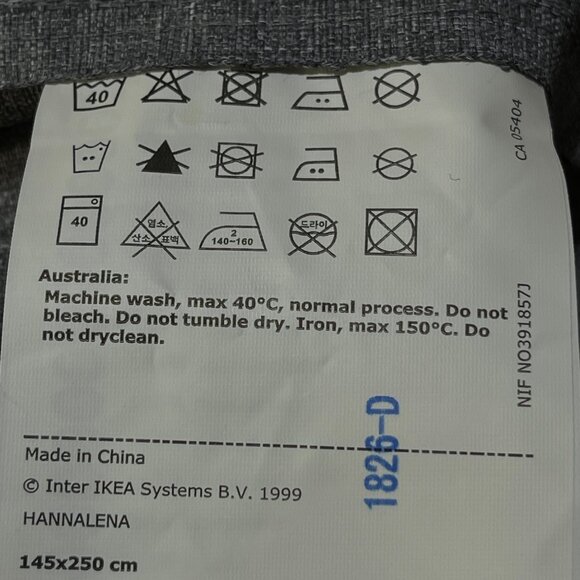 40
CA 05404
40
염소,
산소 표백
2
140-160
드라이
Australia:
Machine wash, max 40°C, normal process. Do not
bleach. Do not tumble dry. Iron, max 150°C. Do
not dryclean.
NIF NO391857J
1826-D
Made in China
© Inter IKEA Systems B.V. 1999
HANNALENA
145x250 cm